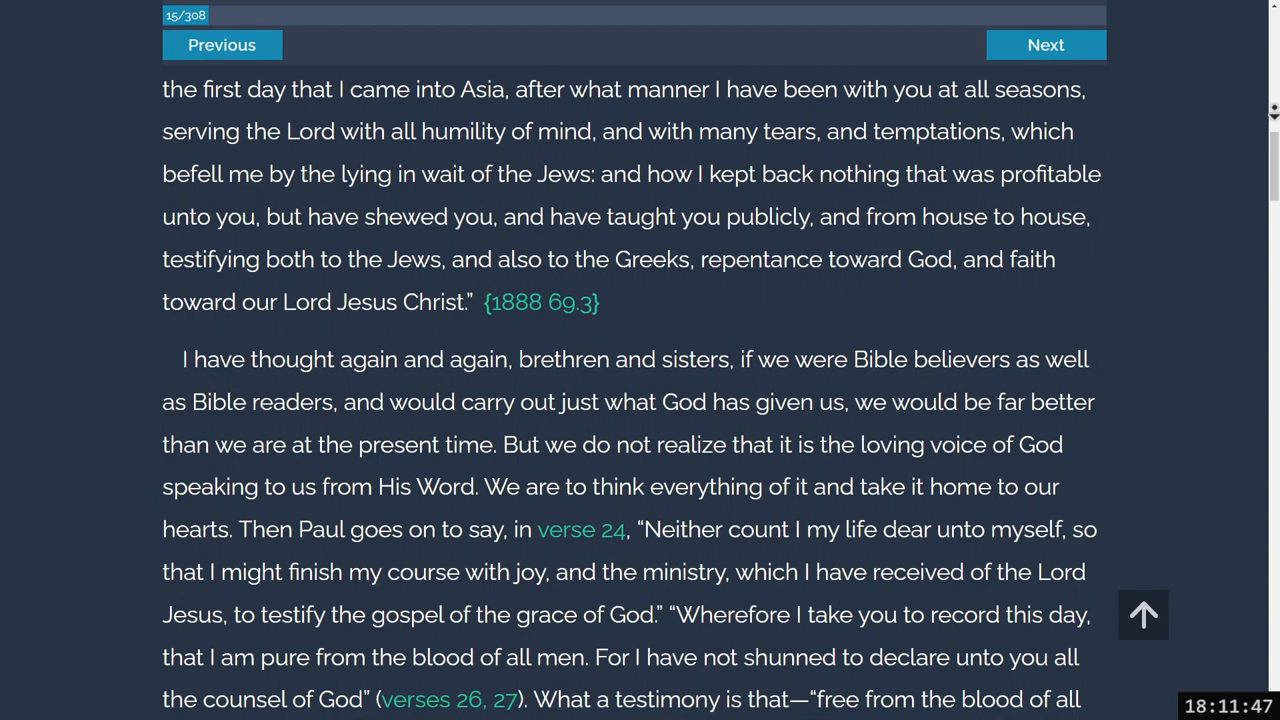 15/308
Previous
Next
the first day that I came into Asia, after what manner I have been with you at all seasons,
serving the Lord with all humility of mind, and with many tears, and temptations, which
befell me by the lying in wait of the Jews: and how I kept back nothing that was profitable
unto you, but have shewed you, and have taught you publicly, and from house to house,
testifying both to the Jews, and also to the Greeks, repentance toward God, and faith
toward our Lord Jesus Christ.” {1888 69.3}
I have thought again and again, brethren and sisters, if we were Bible believers as well
as Bible readers, and would carry out just what God has given us, we would be far better
than we are at the present time. But we do not realize that it is the loving voice of God
speaking to us from His Word. We are to think everything of it and take it home to our
hearts. Then Paul goes on to say, in verse 24, “Neither count I my life dear unto myself, so
that I might finish my course with joy, and the ministry, which I have received of the Lord
Jesus, to testify the gospel of the grace of God.” “Wherefore I take you to record this day,
that I am pure from the blood of all men. For I have not shunned to declare unto you all
the counsel of God” (verses 26, 27). What a testimony is that—“free from the blood of all
18:11:47